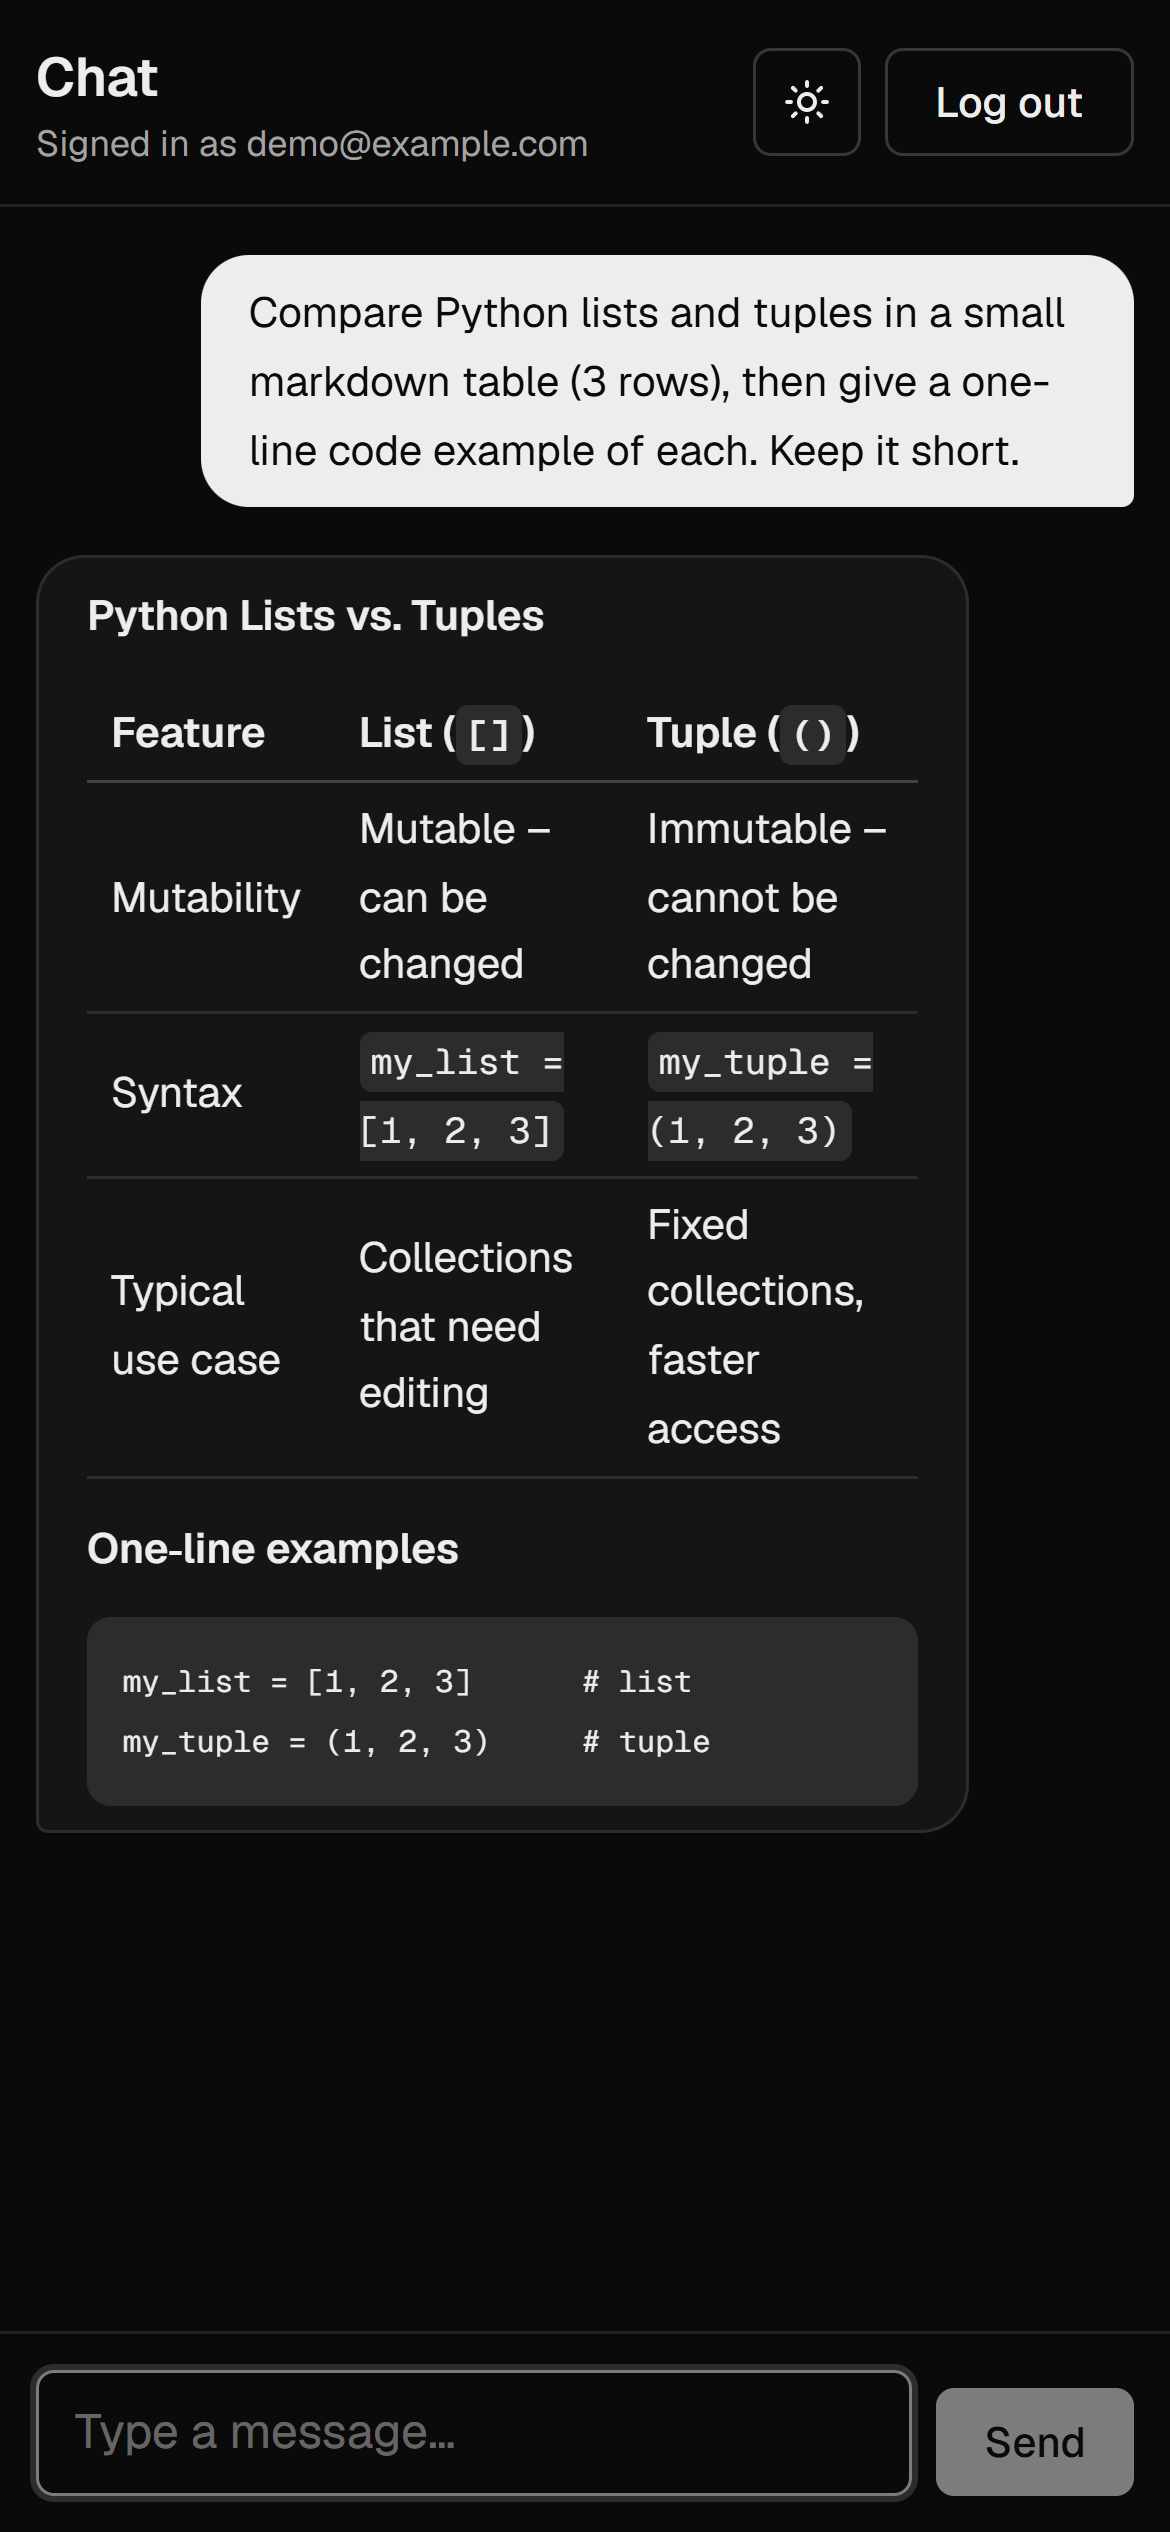 Chat
Signed in as demo@example.com
Log out
Compare Python lists and tuples in a small
markdown table (3 rows), then give a one-
line code example of each. Keep it short.
Python Lists vs. Tuples
Feature
List ([])
Tuple (())
Mutability
Mutable –
can be
changed
Immutable –
cannot be
changed
Syntax
my_list =
[1, 2, 3]
my_tuple =
(1, 2, 3)
Typical
use case
Collections
that need
editing
Fixed
collections,
faster
access
One-line examples
my_list = [1, 2, 3]      # list
my_tuple = (1, 2, 3)     # tuple
Type a message...
Send